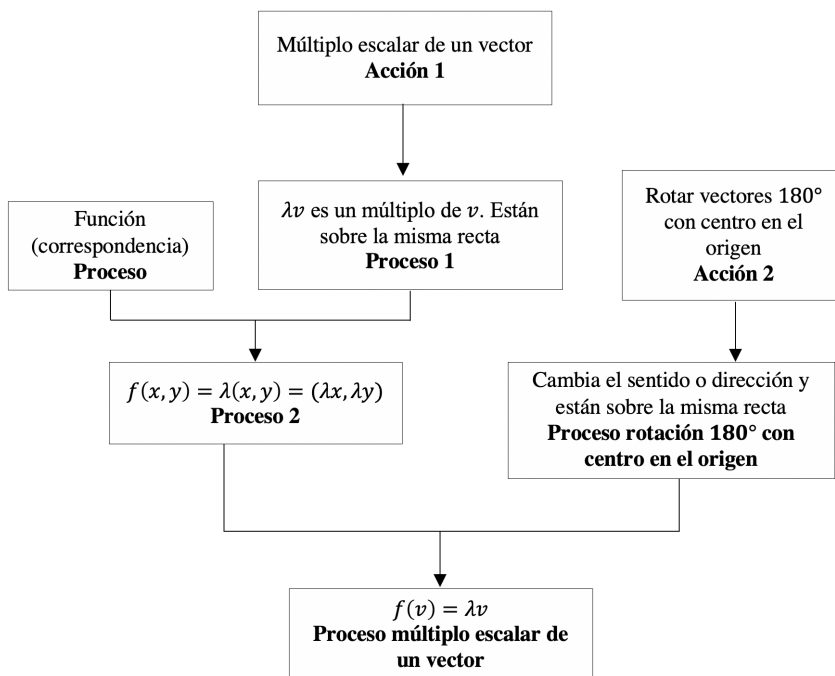 Múltiplo escalar de un vector
Acción 1
Función
(correspondencia)
Proceso
λv es un múltiplo de v. Están
sobre la misma recta
Proceso 1
Rotar vectores 180°
con centro en el
origen
Acción 2
f(x, y) = λ(x, y) = (λx, λy)
Proceso 2
Cambia el sentido o dirección y
están sobre la misma recta
Proceso rotación 180° con
centro en el origen
f(v) = λv
Proceso múltiplo escalar de
un vector